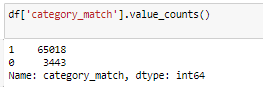 df['category_match'].value_counts()
1    65018
0     3443
Name: category_match, dtype: int64